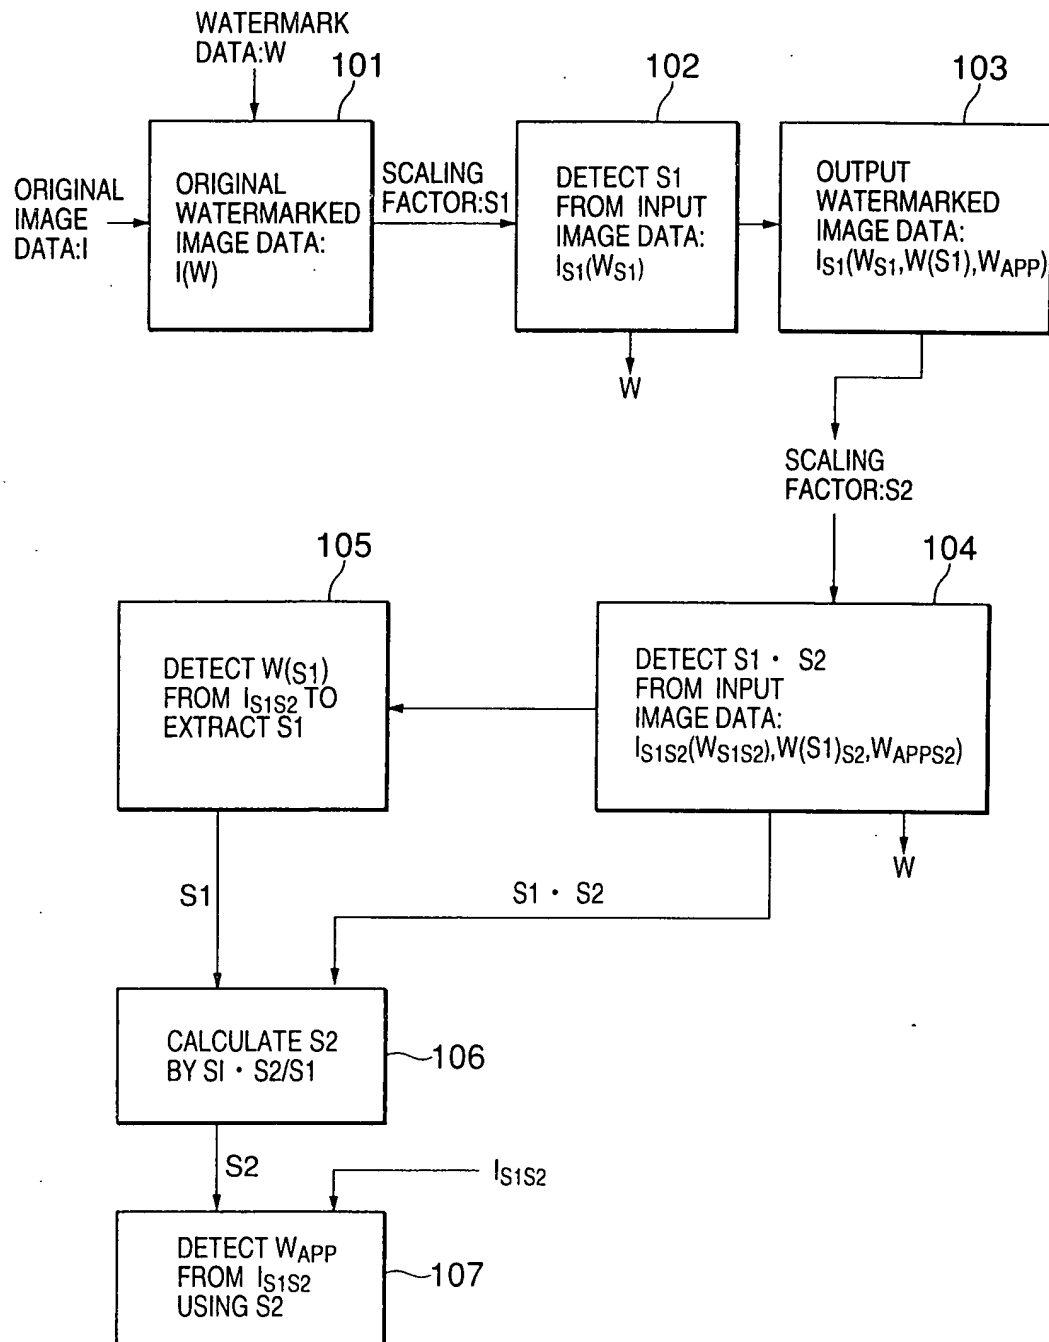 WATERMARK
DATA:W
101
102
103
ORIGINAL
IMAGE
DATA:I
ORIGINAL
WATERMARKED
IMAGE DATA:
I(W)
SCALING
FACTOR:S1
DETECT S1
FROM INPUT
IMAGE DATA:
IS1(WS1)
W
OUTPUT
WATERMARKED
IMAGE DATA:
IS1(WS1,W(S1),WAPP)
SCALING
FACTOR:S2
105
104
DETECT W(S1)
FROM IS1S2 TO
EXTRACT S1
DETECT S1 · S2
FROM INPUT
IMAGE DATA:
IS1S2(WS1S2),W(S1)S2,WAPPS2)
W
S1
S1 · S2
CALCULATE S2
BY SI · S2/S1
106
S2
IS1S2
DETECT WAPP
FROM IS1S2
USING S2
107